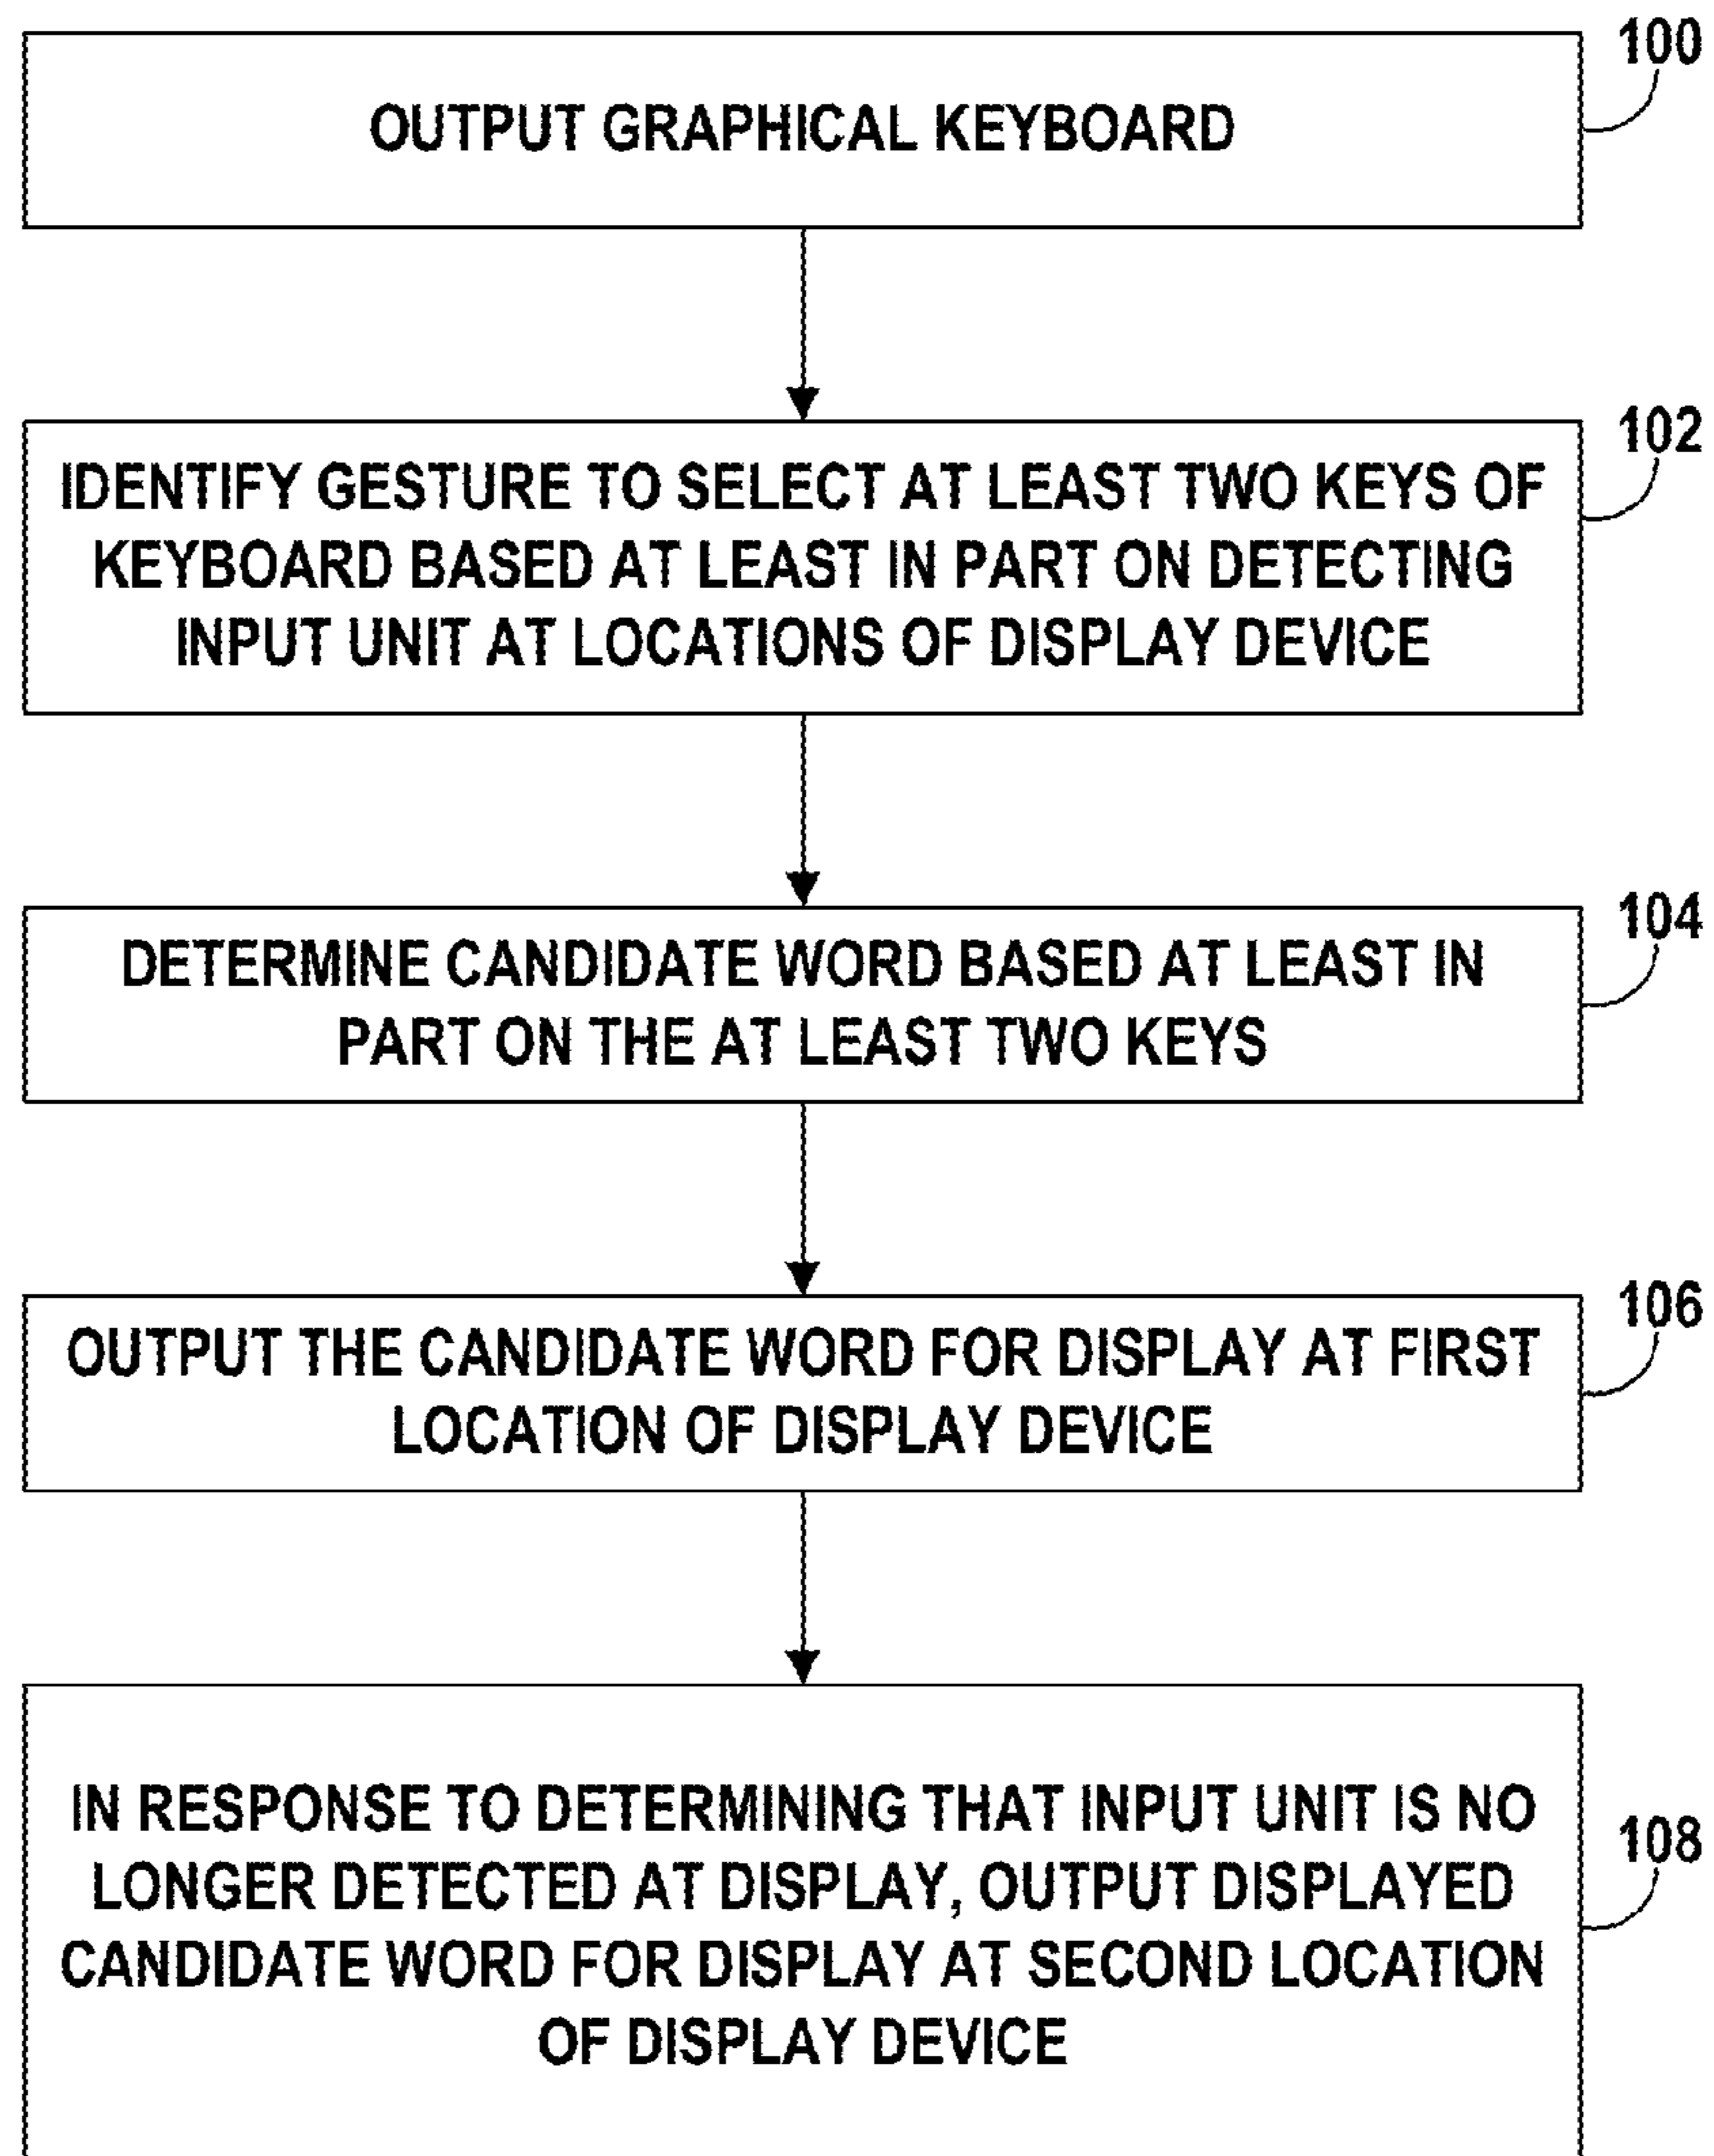 100
OUTPUT GRAPHICAL KEYBOARD
102
IDENTIFY GESTURE TO SELECT AT LEAST TWO KEYS OF
KEYBOARD BASED AT LEAST IN PART ON DETECTING
INPUT UNIT AT LOCATIONS OF DISPLAY DEVICE
104
DETERMINE CANDIDATE WORD BASED AT LEAST IN
PART ON THE AT LEAST TWO KEYS
106
OUTPUT THE CANDIDATE WORD FOR DISPLAY AT FIRST
LOCATION OF DISPLAY DEVICE
108
IN RESPONSE TO DETERMINING THAT INPUT UNIT IS NO
LONGER DETECTED AT DISPLAY, OUTPUT DISPLAYED
CANDIDATE WORD FOR DISPLAY AT SECOND LOCATION
OF DISPLAY DEVICE